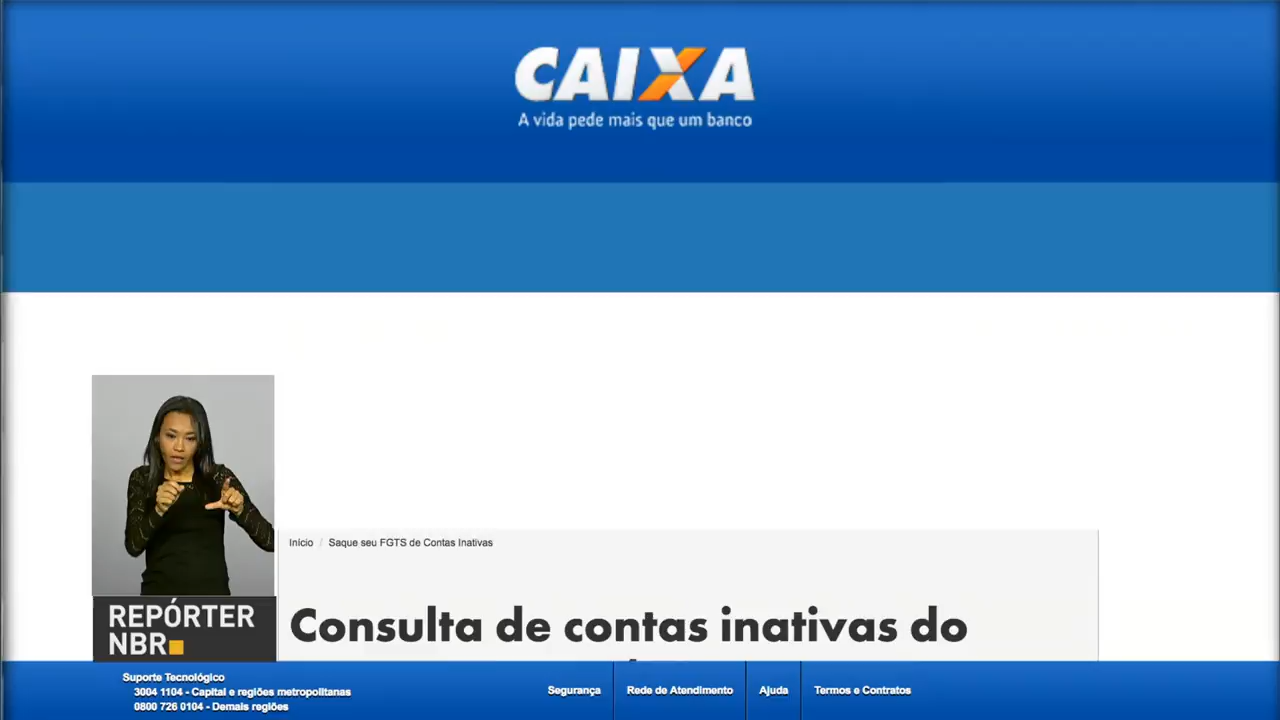 CAIXA
A vida pede mais que um banco
Início / Saque seu FGTS de Contas Inativas
Consulta de contas inativas do
REPÓRTER
NBR
Suporte Tecnológico
3004 1104 - Capital e regiões metropolitanas
0800 726 0104 - Demais regiões
Segurança
Rede de Atendimento
Ajuda
Termos e Contratos